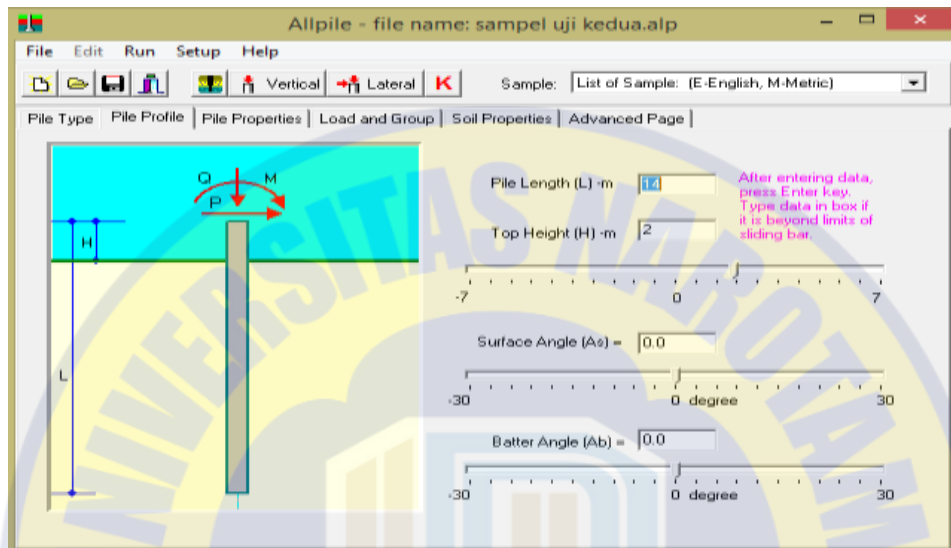 Allpile - file name: sampel uji kedua.alp
File Edit Run Setup Help
Vertical Lateral K Sample: List of Sample: (E-English, M-Metric)
Pile Type Pile Profile Pile Properties Load and Group Soil Properties Advanced Page
Q M
P
H
L
Pile Length (L) -m 14
Top Height (H) -m 2
After entering data,
press Enter key.
Type data in box if
it is beyond limits of
sliding bar.
-7 0 7
Surface Angle (As) = 0.0
-30 0 degree 30
Batter Angle (Ab) = 0.0
-30 0 degree 30
UNIVERSITAS NAROTAM